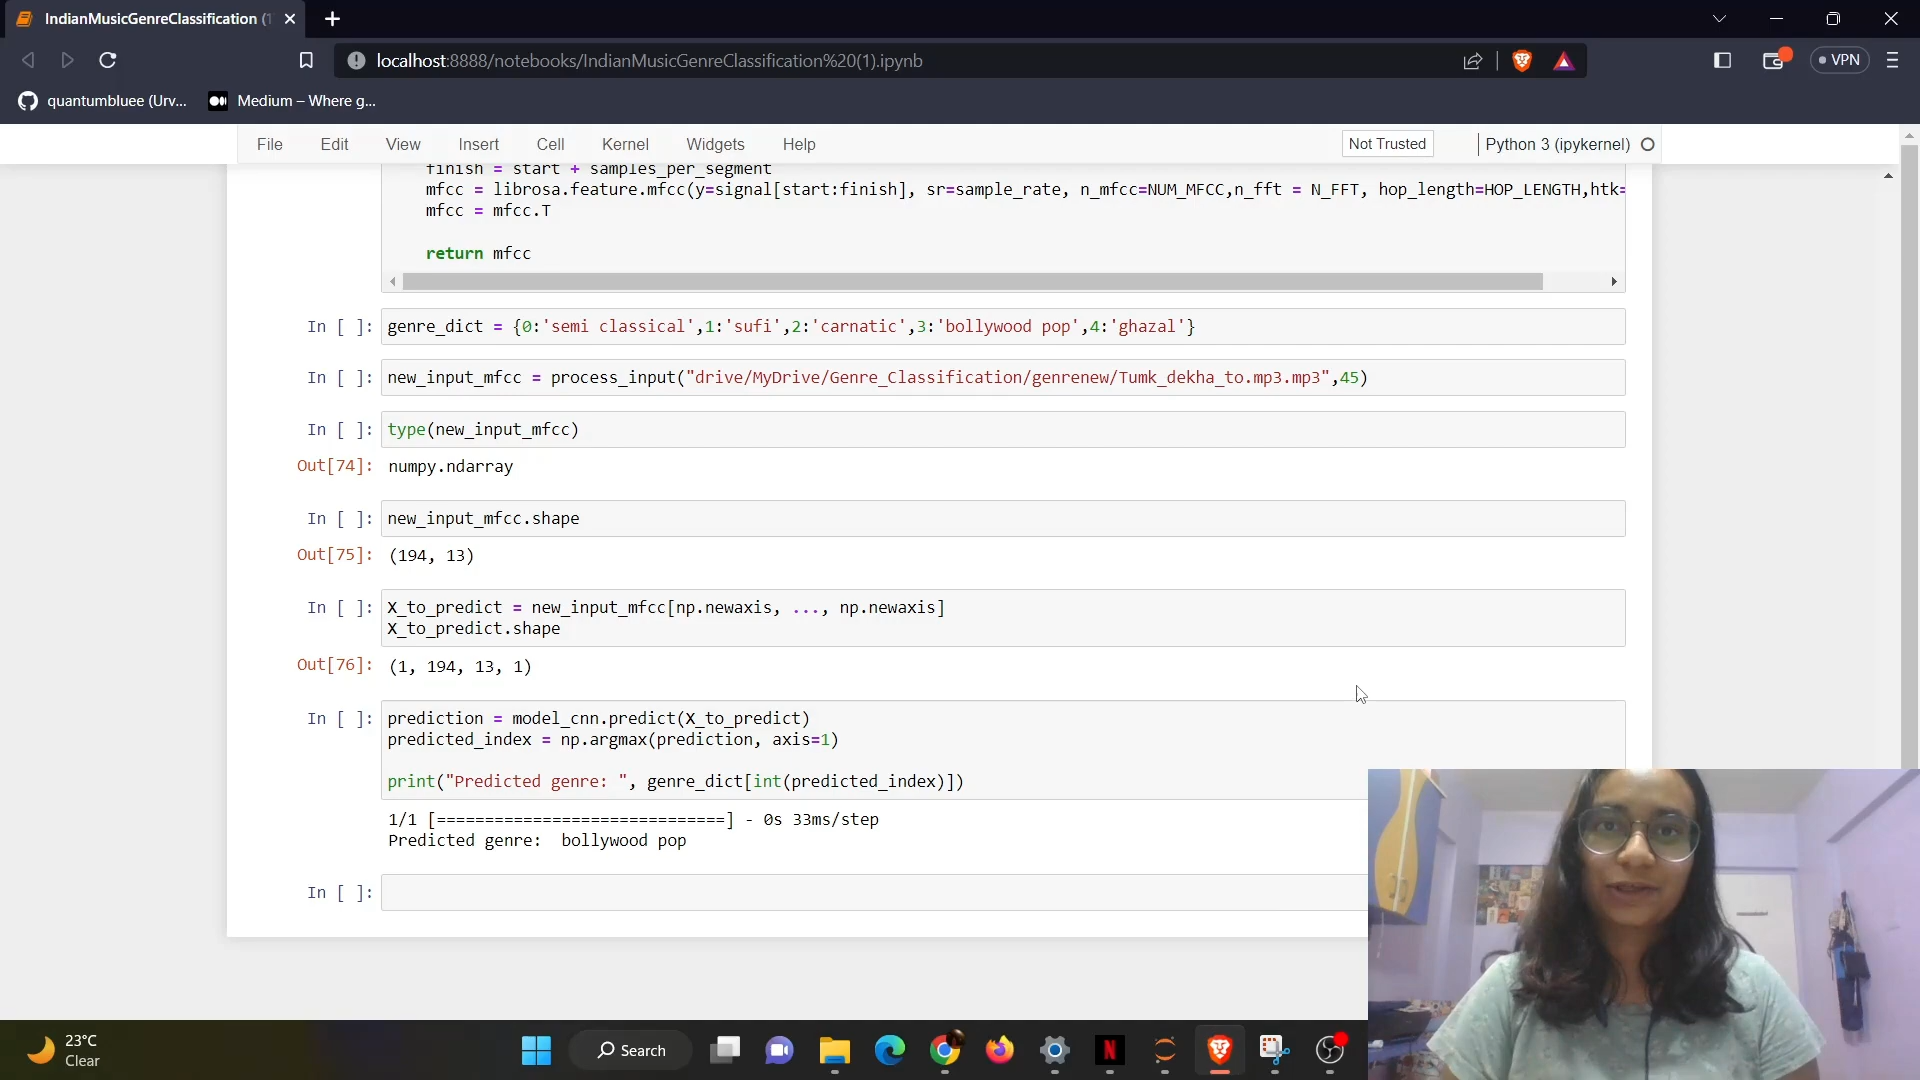 IndianMusicGenreClassification (1
localhost:8888/notebooks/IndianMusicGenreClassification%20(1).ipynb
VPN
quantumbluee (Urv...
Medium – Where g...
File Edit View Insert Cell Kernel Widgets Help
Not Trusted
Python 3 (ipykernel)
finish = start + samples_per_segment
mfcc = librosa.feature.mfcc(y=signal[start:finish], sr=sample_rate, n_mfcc=NUM_MFCC,n_fft = N_FFT, hop_length=HOP_LENGTH,htk=
mfcc = mfcc.T
return mfcc
In [ ]: genre_dict = {0:'semi classical',1:'sufi',2:'carnatic',3:'bollywood pop',4:'ghazal'}
In [ ]: new_input_mfcc = process_input("drive/MyDrive/Genre_Classification/genrenew/Tumk_dekha_to.mp3.mp3",45)
In [ ]: type(new_input_mfcc)
Out[74]: numpy.ndarray
In [ ]: new_input_mfcc.shape
Out[75]: (194, 13)
In [ ]: X_to_predict = new_input_mfcc[np.newaxis, ..., np.newaxis]
X_to_predict.shape
Out[76]: (1, 194, 13, 1)
In [ ]: prediction = model_cnn.predict(X_to_predict)
predicted_index = np.argmax(prediction, axis=1)
print("Predicted genre: ", genre_dict[int(predicted_index)])
1/1 [==============================] - 0s 33ms/step
Predicted genre:  bollywood pop
In [ ]:
23°C
Clear
Search
N